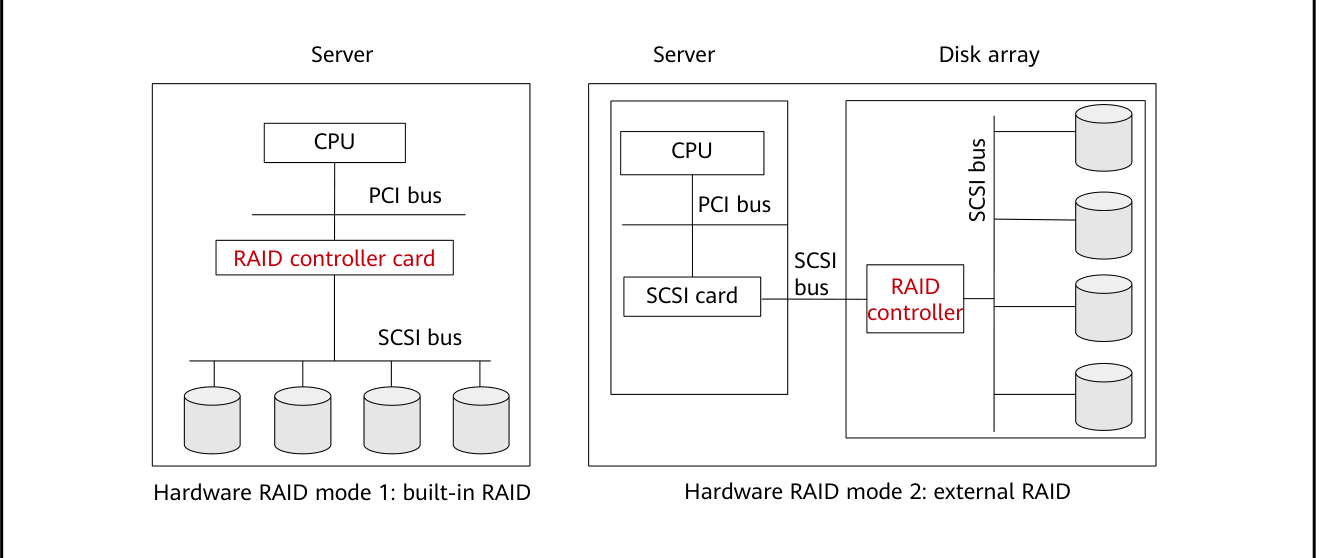 Server
CPU
PCI bus
RAID controller card
SCSI bus
Hardware RAID mode 1: built-in RAID
Server
Disk array
CPU
PCI bus
SCSI card
SCSI
bus
RAID
controller
SCSI bus
Hardware RAID mode 2: external RAID